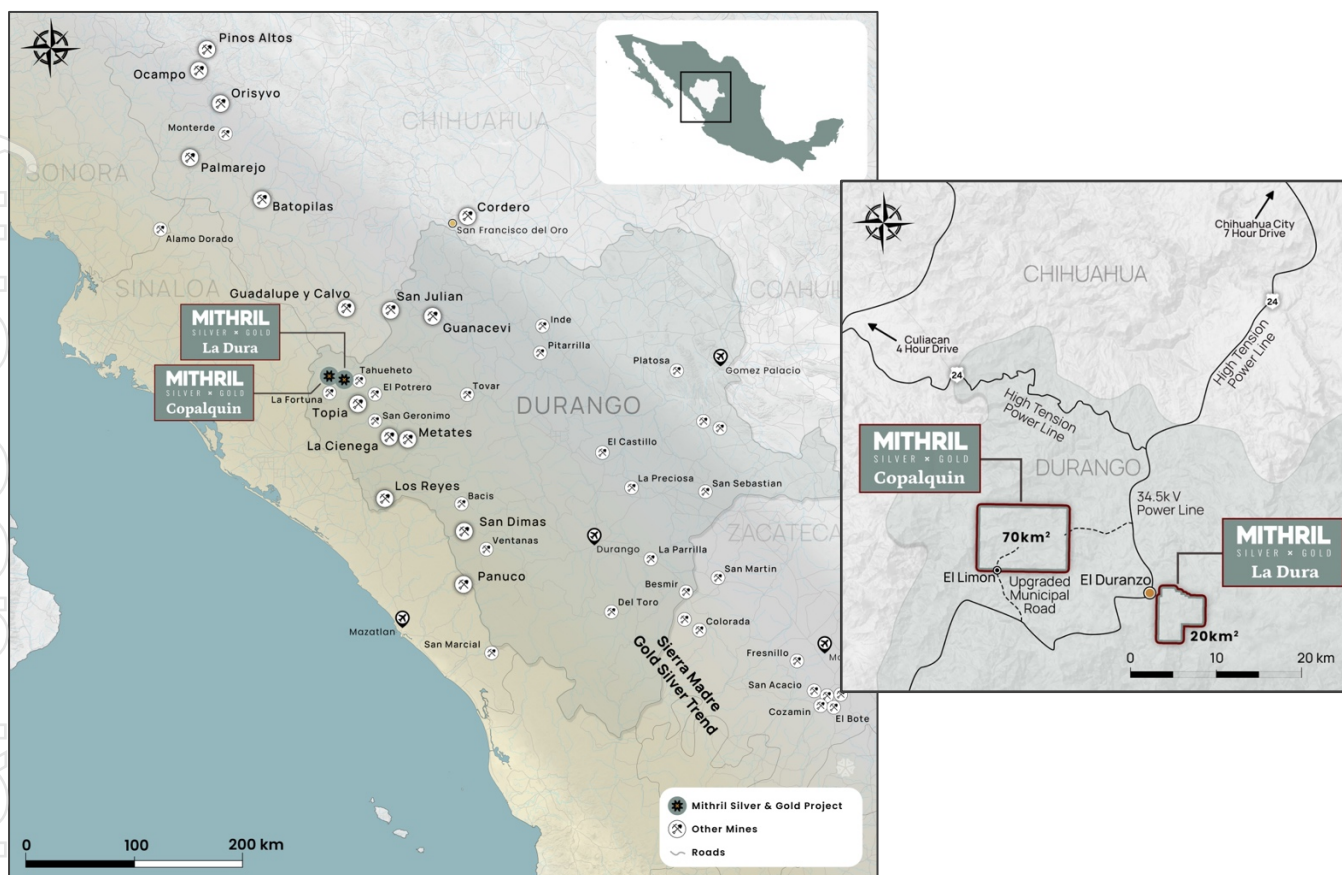 Pinos Altos
Ocampo
Orisyvo
Monterde
CHIHUAHUA
SONORA
Palmarejo
Batopilas
Cordero
San Francisco del Oro
Alamo Dorado
SINALOA
COAHUIL
Guadalupe y Calvo
San Julian
Guanacevi
Inde
Pitarrilla
MITHRIL
SILVER × GOLD
La Dura
Platosa
Gomez Palacio
MITHRIL
SILVER × GOLD
Copalquin
Tahueheto
El Potrero
La Fortuna
Tovar
Topia
DURANGO
San Geronimo
La Cienega
Metates
El Castillo
La Preciosa
San Sebastian
Los Reyes
Bacis
San Dimas
Ventanas
ZACATECA
Durango
La Parrilla
Panuco
San Martin
Besmir
Del Toro
Colorada
Mazatlan
San Marcial
Sierra Madre
Gold Silver Trend
Fresnillo
San Acacio
Cozamin
El Bote
Mithril Silver & Gold Project
Other Mines
Roads
0 100 200 km
Chihuahua City
7 Hour Drive
CHIHUAHUA
24
Culiacan
4 Hour Drive
24
High Tension
Power Line
High Tension
Power Line
MITHRIL
SILVER × GOLD
Copalquin
DURANGO
34.5k V
Power Line
70km²
MITHRIL
SILVER × GOLD
La Dura
El Limon
Upgraded
Municipal
Road
El Duranzo
20km²
0 10 20 km